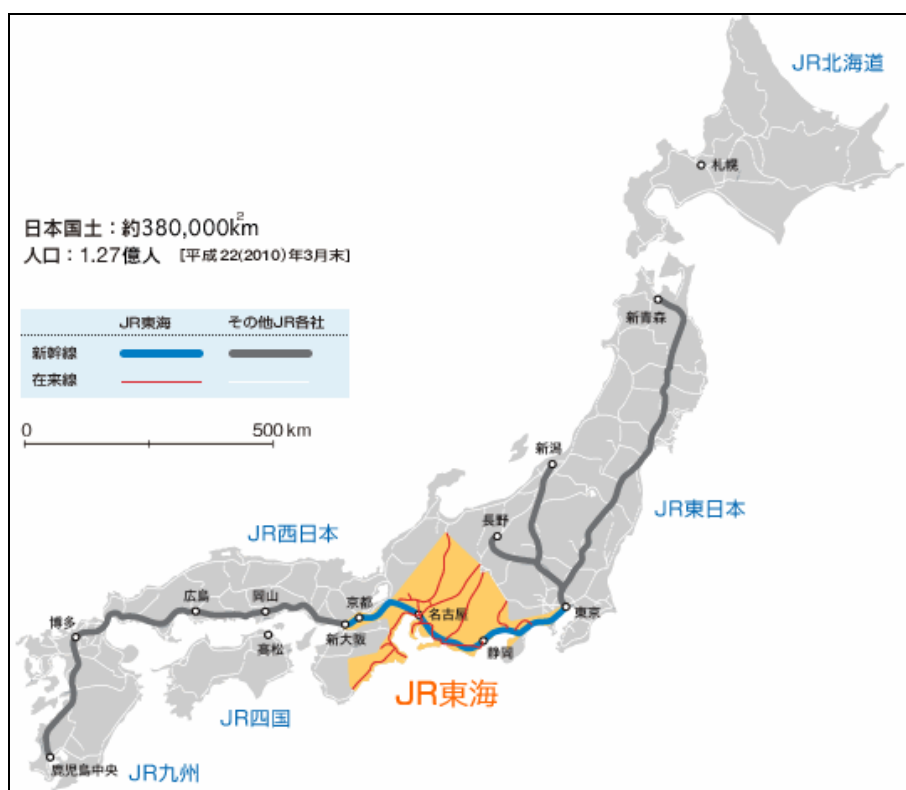 JR北海道
札幌
日本国土：約380,000km²
人口：1.27億人 [平成22(2010)年3月末]
新青森
JR東海 その他JR各社
新幹線
在来線
0 500 km
新潟
JR東日本
長野
JR西日本
京都
広島
岡山
名古屋
東京
博多
新大阪
高松
静岡
JR東海
JR四国
鹿児島中央
JR九州